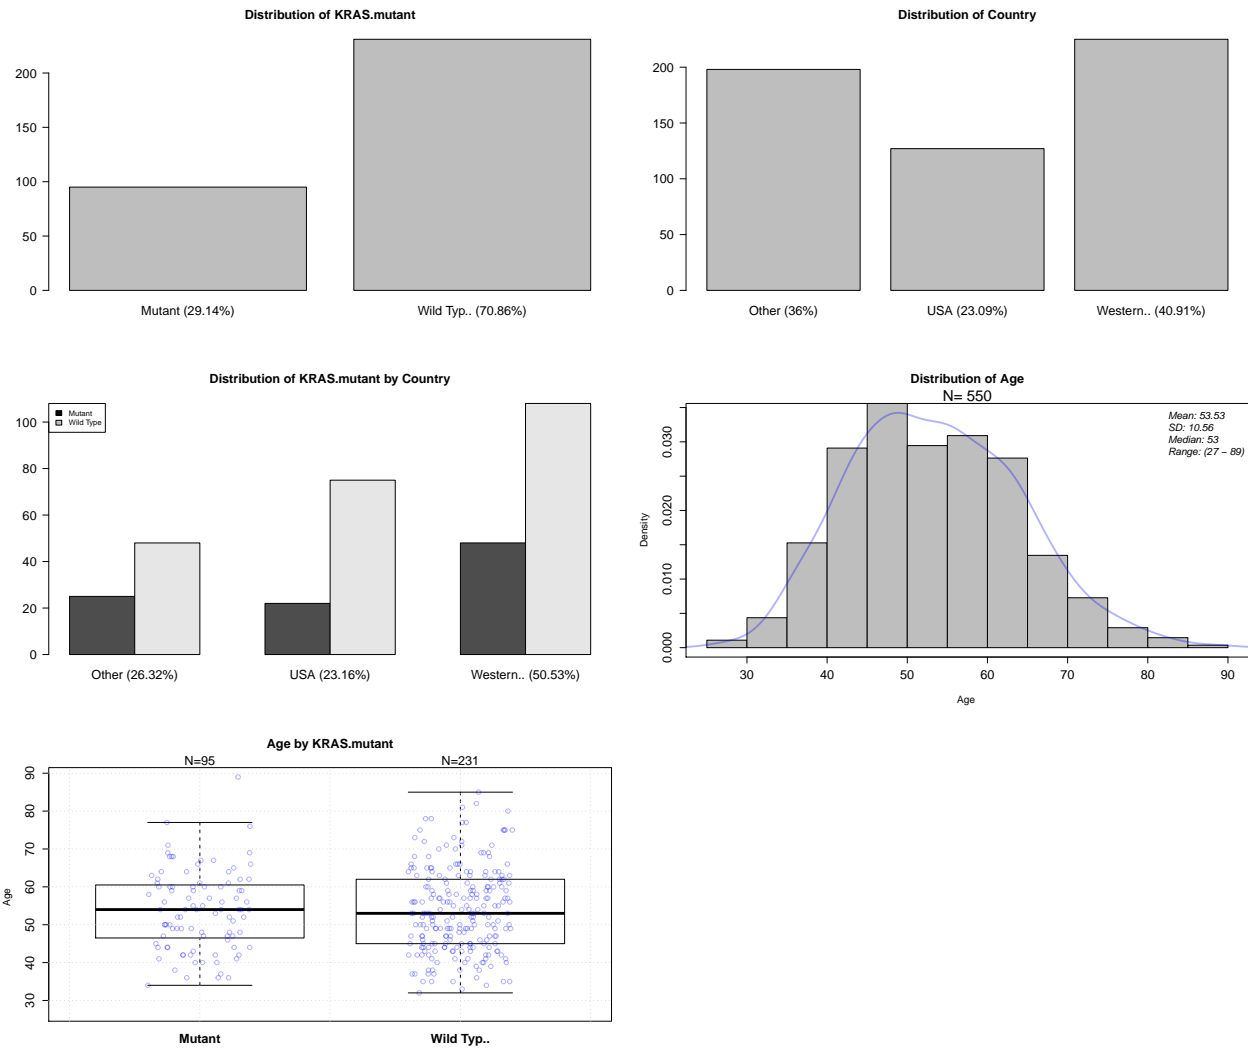 Distribution of KRAS.mutant
200
150
100
50
0
Mutant (29.14%)
Wild Typ.. (70.86%)
Distribution of Country
200
150
100
50
0
Other (36%)
USA (23.09%)
Western.. (40.91%)
Distribution of KRAS.mutant by Country
Mutant
Wild Type
100
80
60
40
20
0
Other (26.32%)
USA (23.16%)
Western.. (50.53%)
Distribution of Age
N= 550
Mean: 53.53
SD: 10.56
Median: 53
Range: (27 − 89)
Density
0.030
0.020
0.010
0.000
30 40 50 60 70 80 90
Age
Age by KRAS.mutant
N=95
N=231
Age
90
80
70
60
50
40
30
Mutant
Wild Typ..